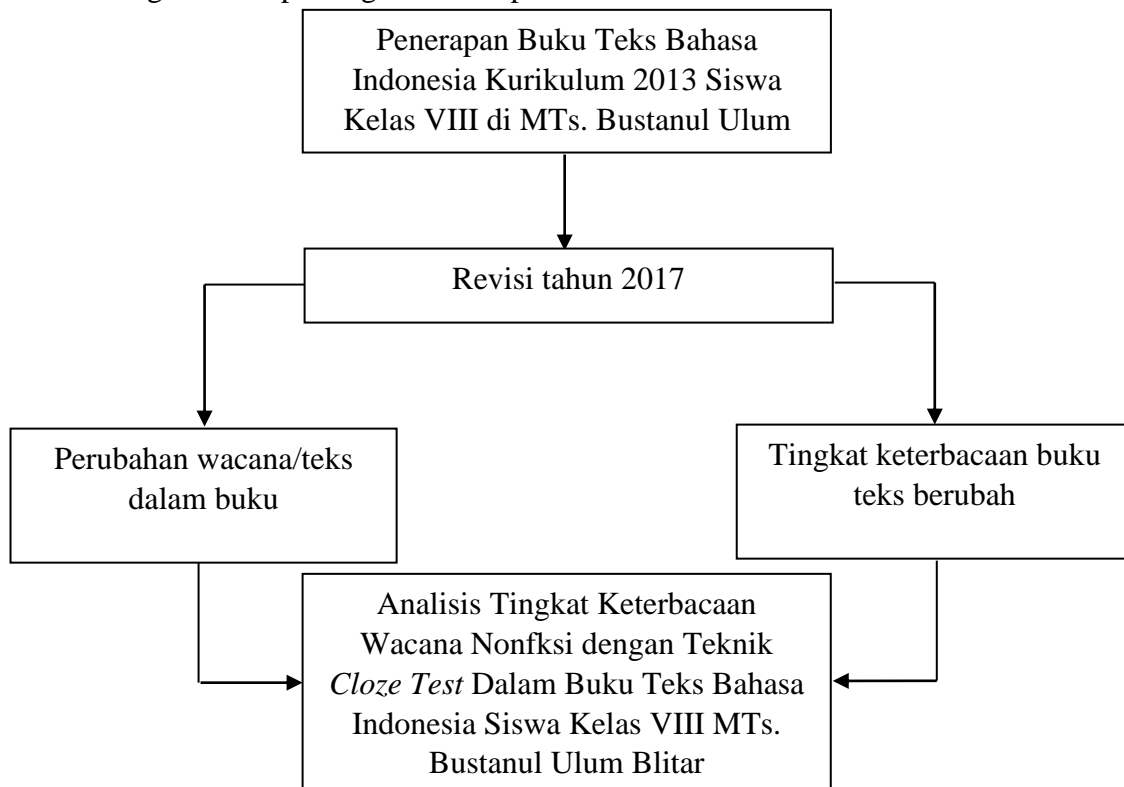 Penerapan Buku Teks Bahasa
Indonesia Kurikulum 2013 Siswa
Kelas VIII di MTs. Bustanul Ulum
Revisi tahun 2017
Perubahan wacana/teks
dalam buku
Tingkat keterbacaan buku
teks berubah
Analisis Tingkat Keterbacaan
Wacana Nonfksi dengan Teknik
Cloze Test Dalam Buku Teks Bahasa
Indonesia Siswa Kelas VIII MTs.
Bustanul Ulum Blitar